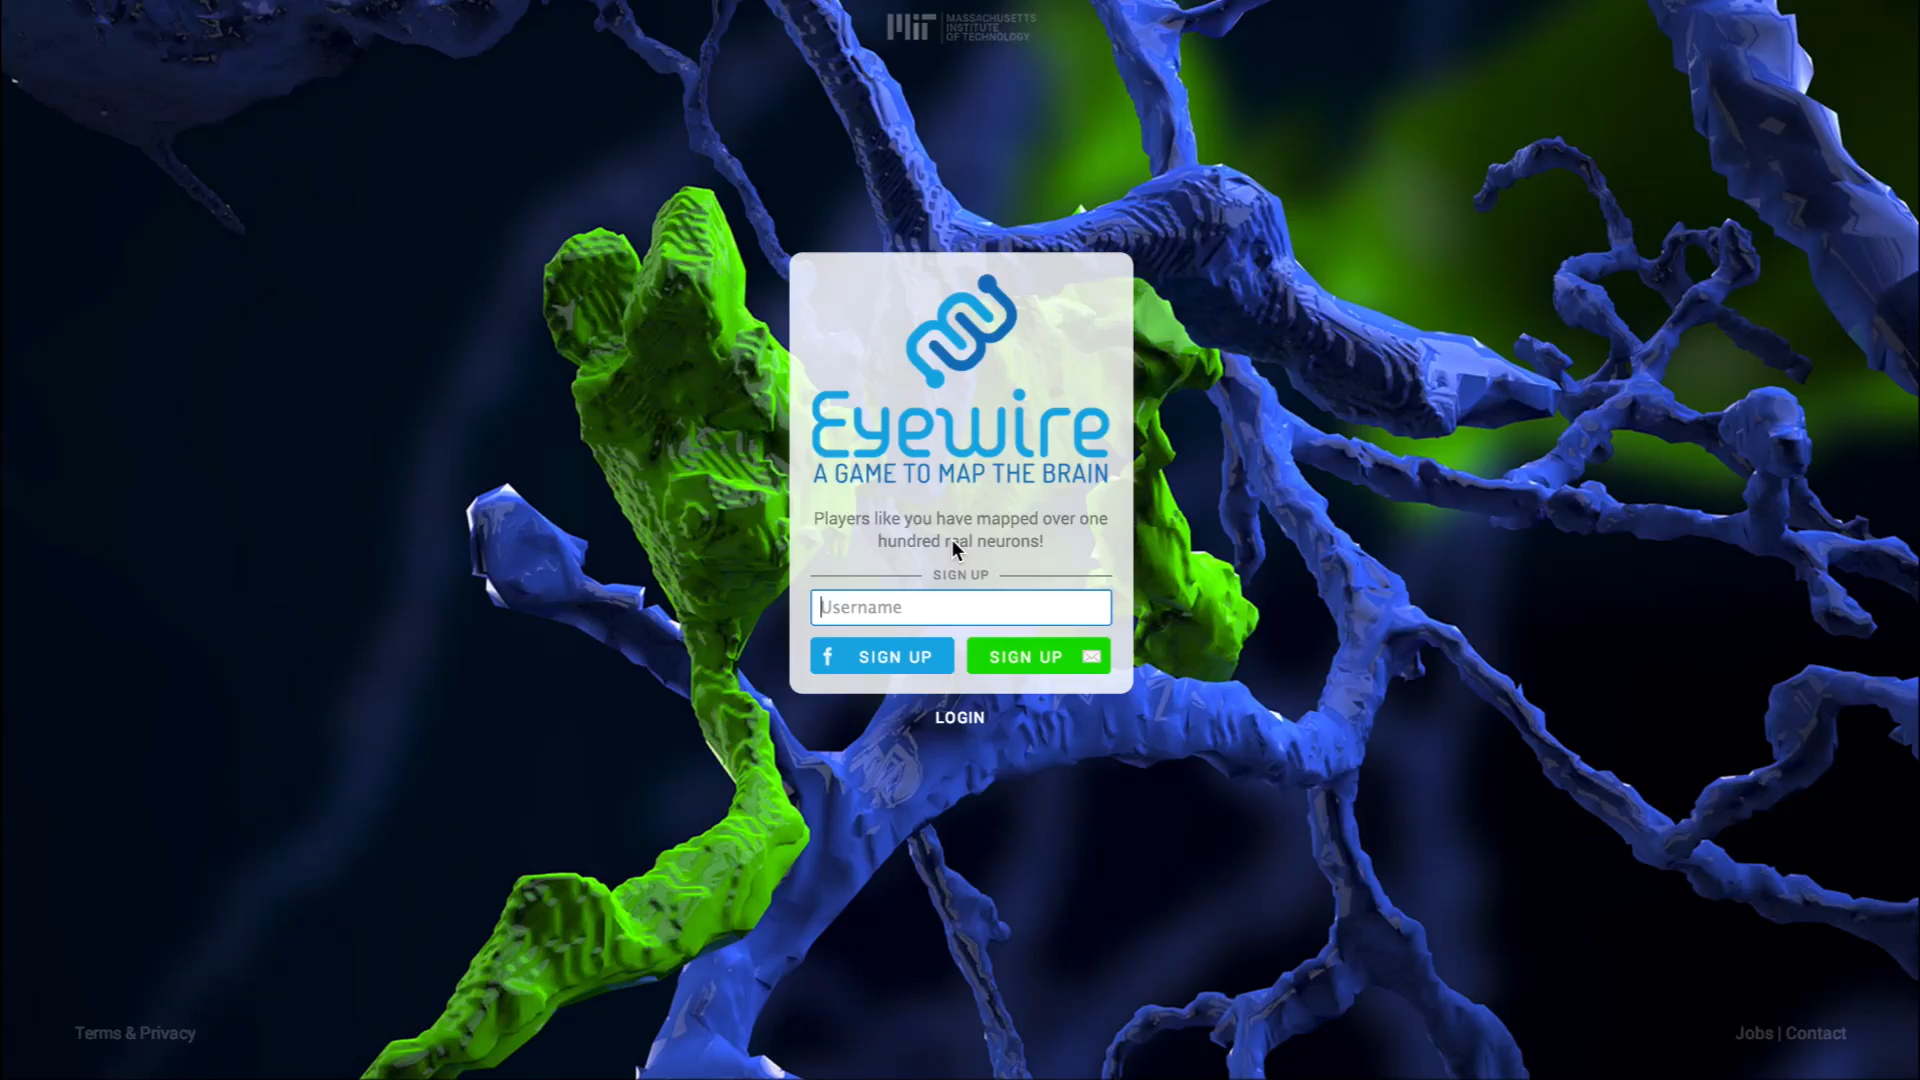 MIT
MASSACHUSETTS
INSTITUTE
OF TECHNOLOGY
Eyewire
A GAME TO MAP THE BRAIN
Players like you have mapped over one
hundred real neurons!
SIGN UP
Username
f SIGN UP
SIGN UP
LOGIN
Terms & Privacy
Jobs | Contact